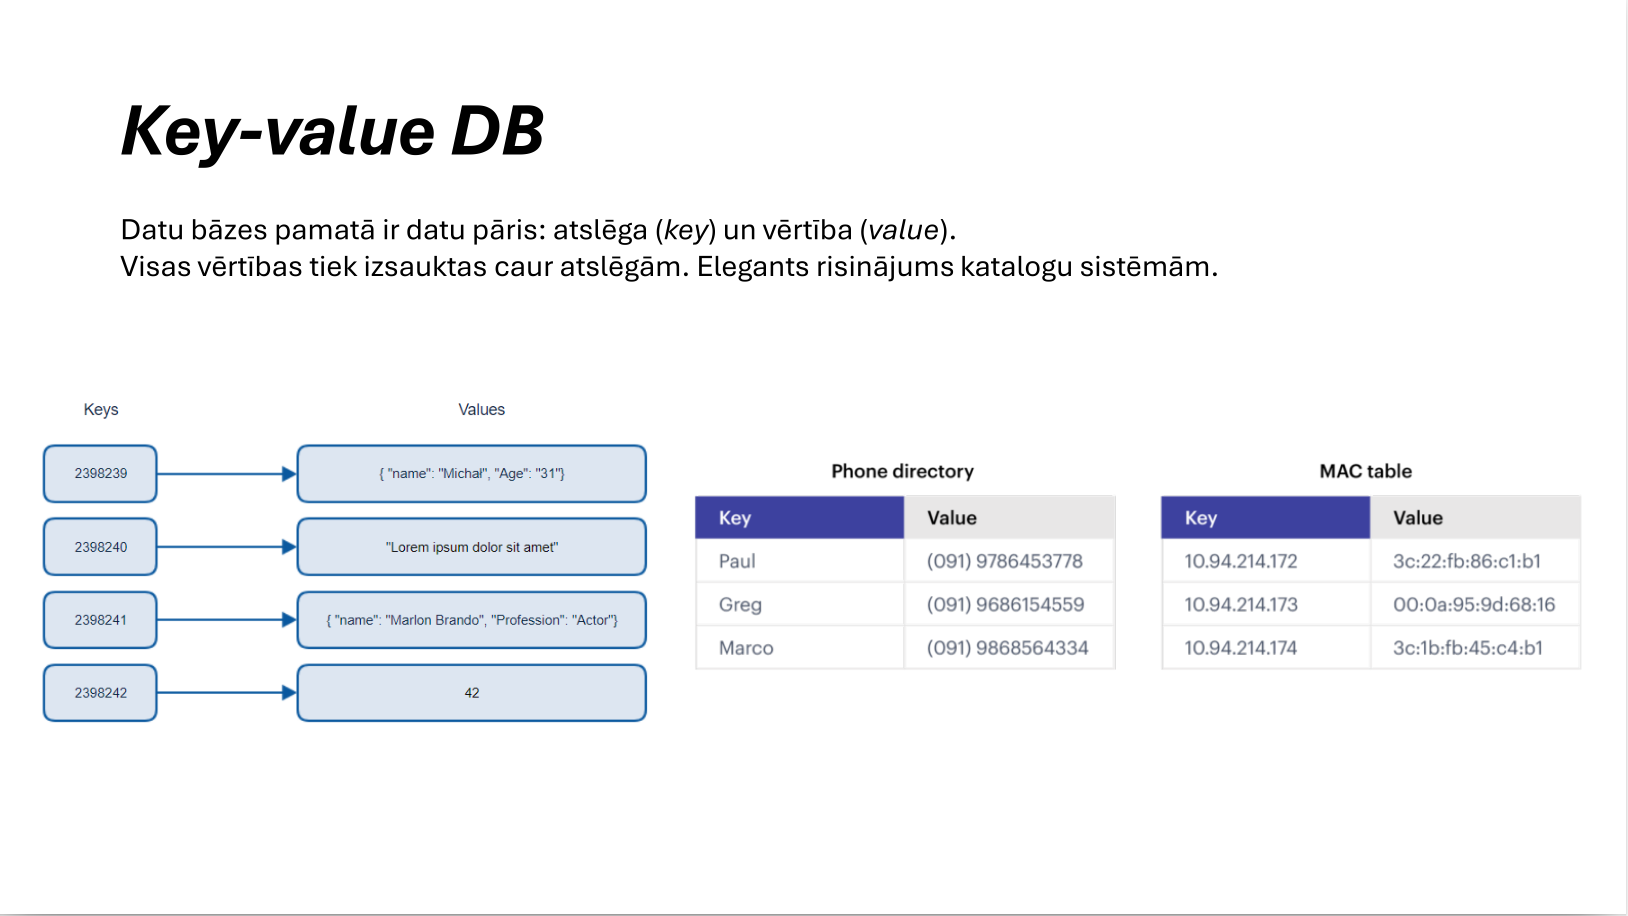 Key-value DB
Datu bāzes pamatā ir datu pāris: atslēga (key) un vērtība (value).
Visas vērtības tiek izsauktas caur atslēgām. Elegants risinājums katalogu sistēmām.
Keys Values
2398239 { "name": "Michał", "Age": "31"}
2398240 "Lorem ipsum dolor sit amet"
2398241 { "name": "Marlon Brando", "Profession": "Actor"}
2398242 42
Phone directory
Key Value
Paul (091) 9786453778
Greg (091) 9686154559
Marco (091) 9868564334
MAC table
Key Value
10.94.214.172 3c:22:fb:86:c1:b1
10.94.214.173 00:0a:95:9d:68:16
10.94.214.174 3c:1b:fb:45:c4:b1